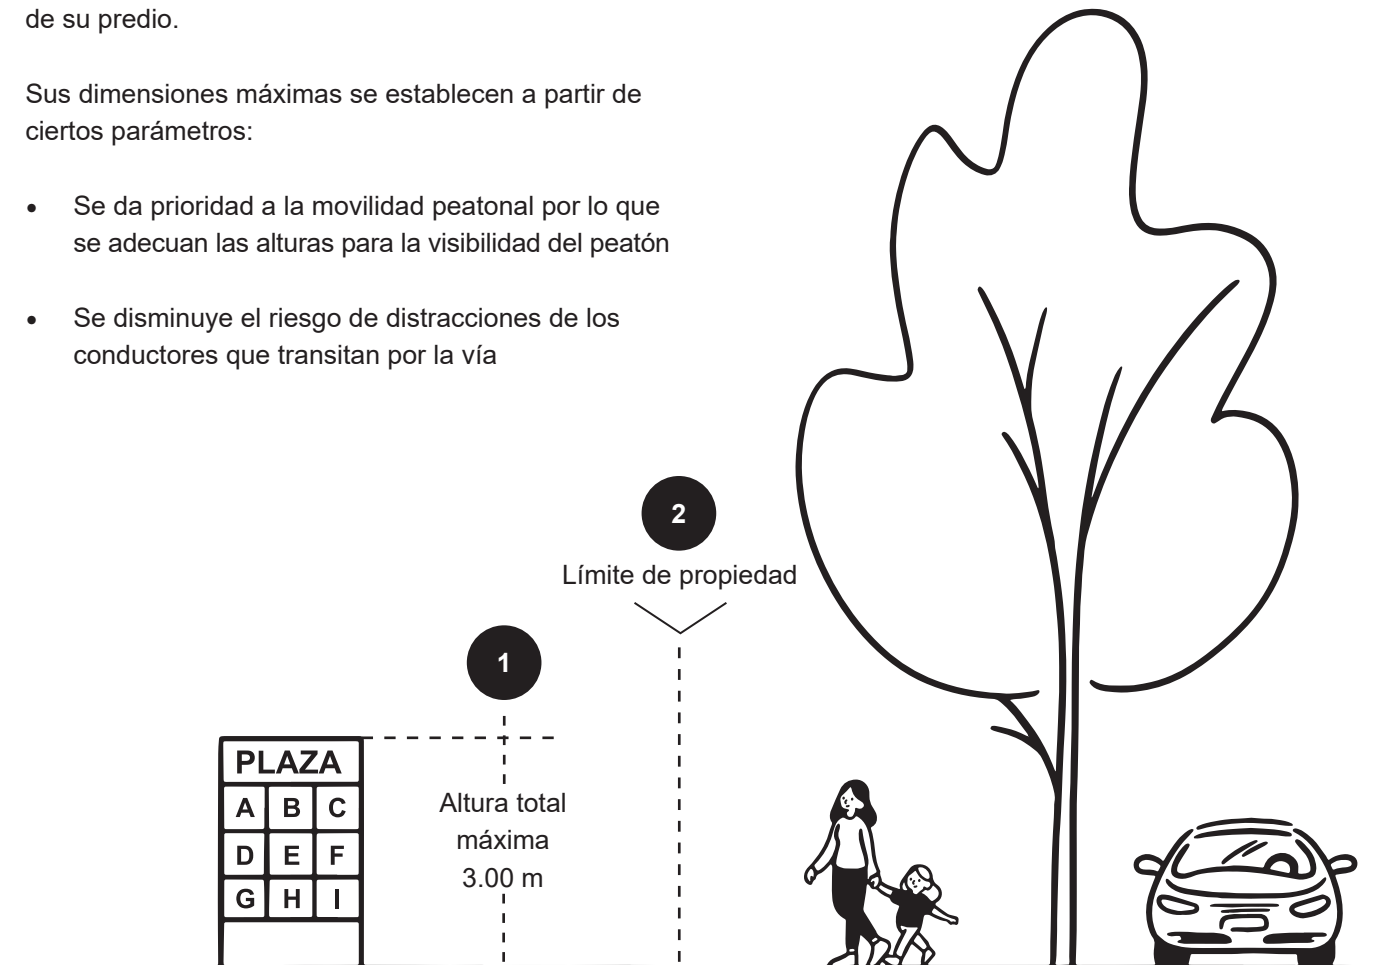 de su predio.
Sus dimensiones máximas se establecen a partir de
ciertos parámetros:
• Se da prioridad a la movilidad peatonal por lo que
se adecuan las alturas para la visibilidad del peatón
• Se disminuye el riesgo de distracciones de los
conductores que transitan por la vía
2
Límite de propiedad
1
PLAZA
A B C
D E F
G H I
Altura total
máxima
3.00 m